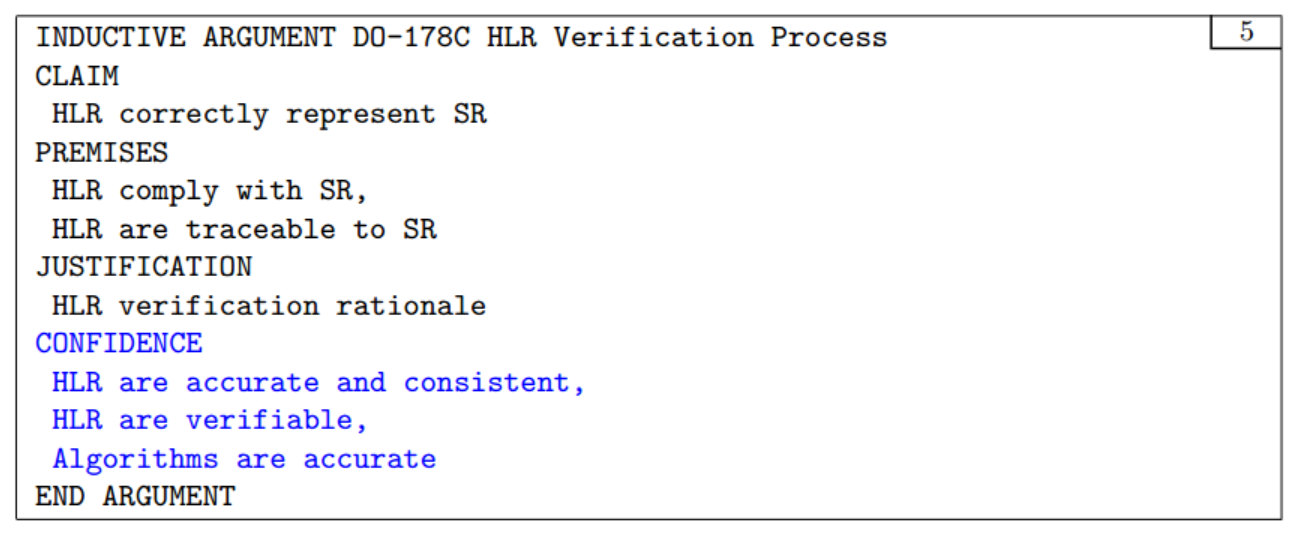 INDUCTIVE ARGUMENT DO-178C HLR Verification Process
5
CLAIM
HLR correctly represent SR
PREMISES
HLR comply with SR,
HLR are traceable to SR
JUSTIFICATION
HLR verification rationale
CONFIDENCE
HLR are accurate and consistent,
HLR are verifiable,
Algorithms are accurate
END ARGUMENT